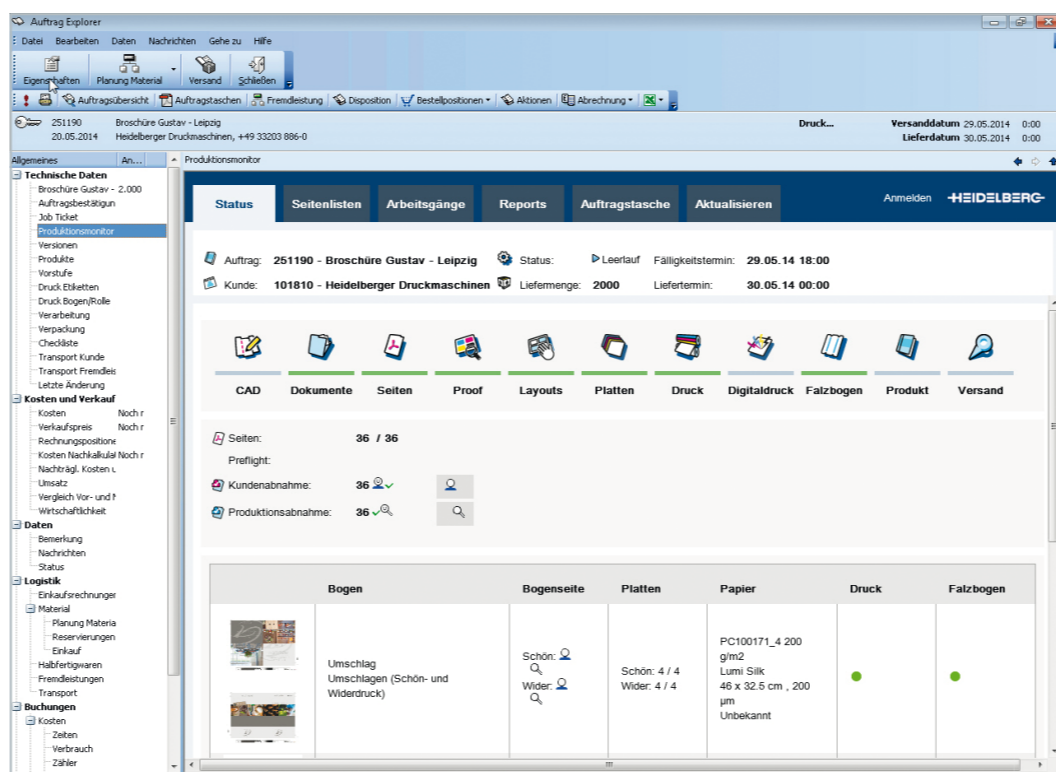 Auftrag Explorer
Datei Bearbeiten Daten Nachrichten Gehe zu Hilfe
Eigenschaften Planung Material Versand Schließen
Auftragsübersicht Auftragstaschen Fremdleistung Disposition Bestellpositionen Aktionen Abrechnung
251190 Broschüre Gustav - Leipzig Druck... Versanddatum 29.05.2014 0:00
20.05.2014 Heidelberger Druckmaschinen, +49 33203 886-0 Lieferdatum 30.05.2014 0:00
Allgemeines An...
Technische Daten
Broschüre Gustav - 2.000
Auftragsbestätigun
Job Ticket
Produktionsmonitor
Versionen
Produkte
Vorstufe
Druck Etiketten
Druck Bogen/Rolle
Verarbeitung
Verpackung
Checkliste
Transport Kunde
Transport Fremdleis
Letzte Änderung
Kosten und Verkauf
Kosten Noch r
Verkaufspreis Noch r
Rechnungspositione
Kosten Nachkalkulat Noch r
Nachträgl. Kosten u
Umsatz
Vergleich Vor- und N
Wirtschaftlichkeit
Daten
Bemerkung
Nachrichten
Status
Logistik
Einkaufsrechnunger
Material
Planung Materia
Reservierungen
Einkauf
Halbfertigwaren
Fremdleistungen
Transport
Buchungen
Kosten
Zeiten
Verbrauch
Zähler
Produktionsmonitor
Status Seitenlisten Arbeitsgänge Reports Auftragstasche Aktualisieren Anmelden HEIDELBERG
Auftrag: 251190 - Broschüre Gustav - Leipzig Status: Leerlauf Fälligkeitstermin: 29.05.14 18:00
Kunde: 101810 - Heidelberger Druckmaschinen Liefermenge: 2000 Liefertermin: 30.05.14 00:00
CAD Dokumente Seiten Proof Layouts Platten Druck Digitaldruck Falzbogen Produkt Versand
Seiten: 36 / 36
Preflight:
Kundenabnahme: 36
Produktionsabnahme: 36
Bogen Bogenseite Platten Papier Druck Falzbogen
Umschlag
Umschlagen (Schön- und
Widerdruck)
Schön:
Wider:
Schön: 4 / 4
Wider: 4 / 4
PC100171_4 200
g/m2
Lumi Silk
46 x 32.5 cm , 200
µm
Unbekannt